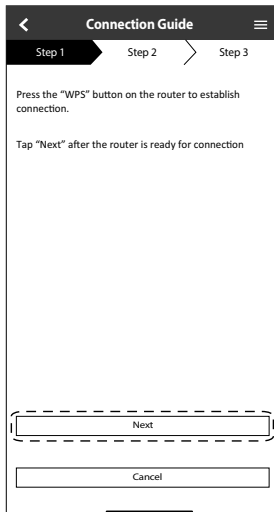 Connection Guide
Step 1 Step 2 Step 3
Press the “WPS” button on the router to establish
connection.
Tap “Next” after the router is ready for connection
Next
Cancel